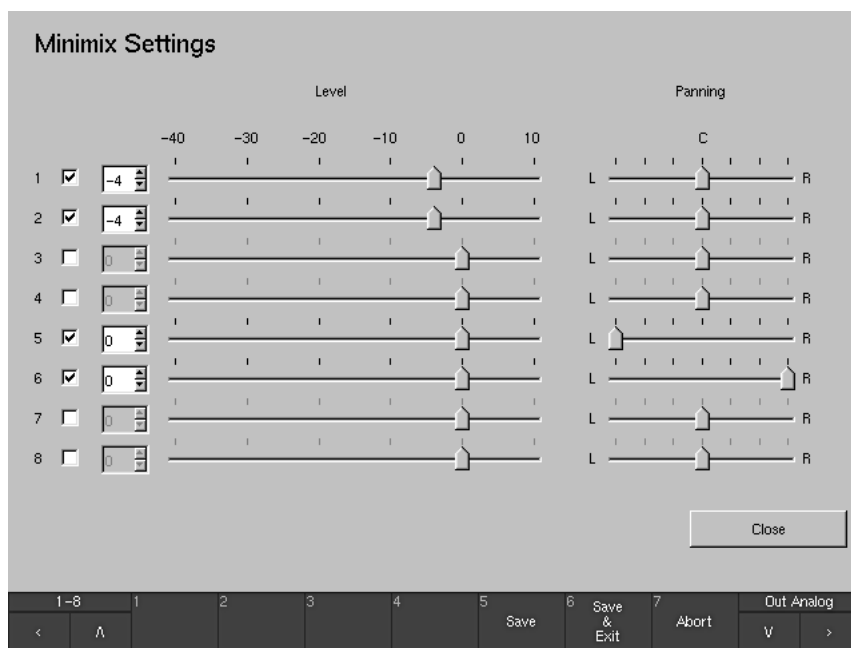 Minimix Settings
Level Panning
-40 -30 -20 -10 0 10 C
1 -4 L R
2 -4 L R
3 0 L R
4 0 L R
5 0 L R
6 0 L R
7 0 L R
8 0 L R
Close
1-8 1 2 3 4 5 Save 6 Save & Exit 7 Abort Out Analog
< Λ V >